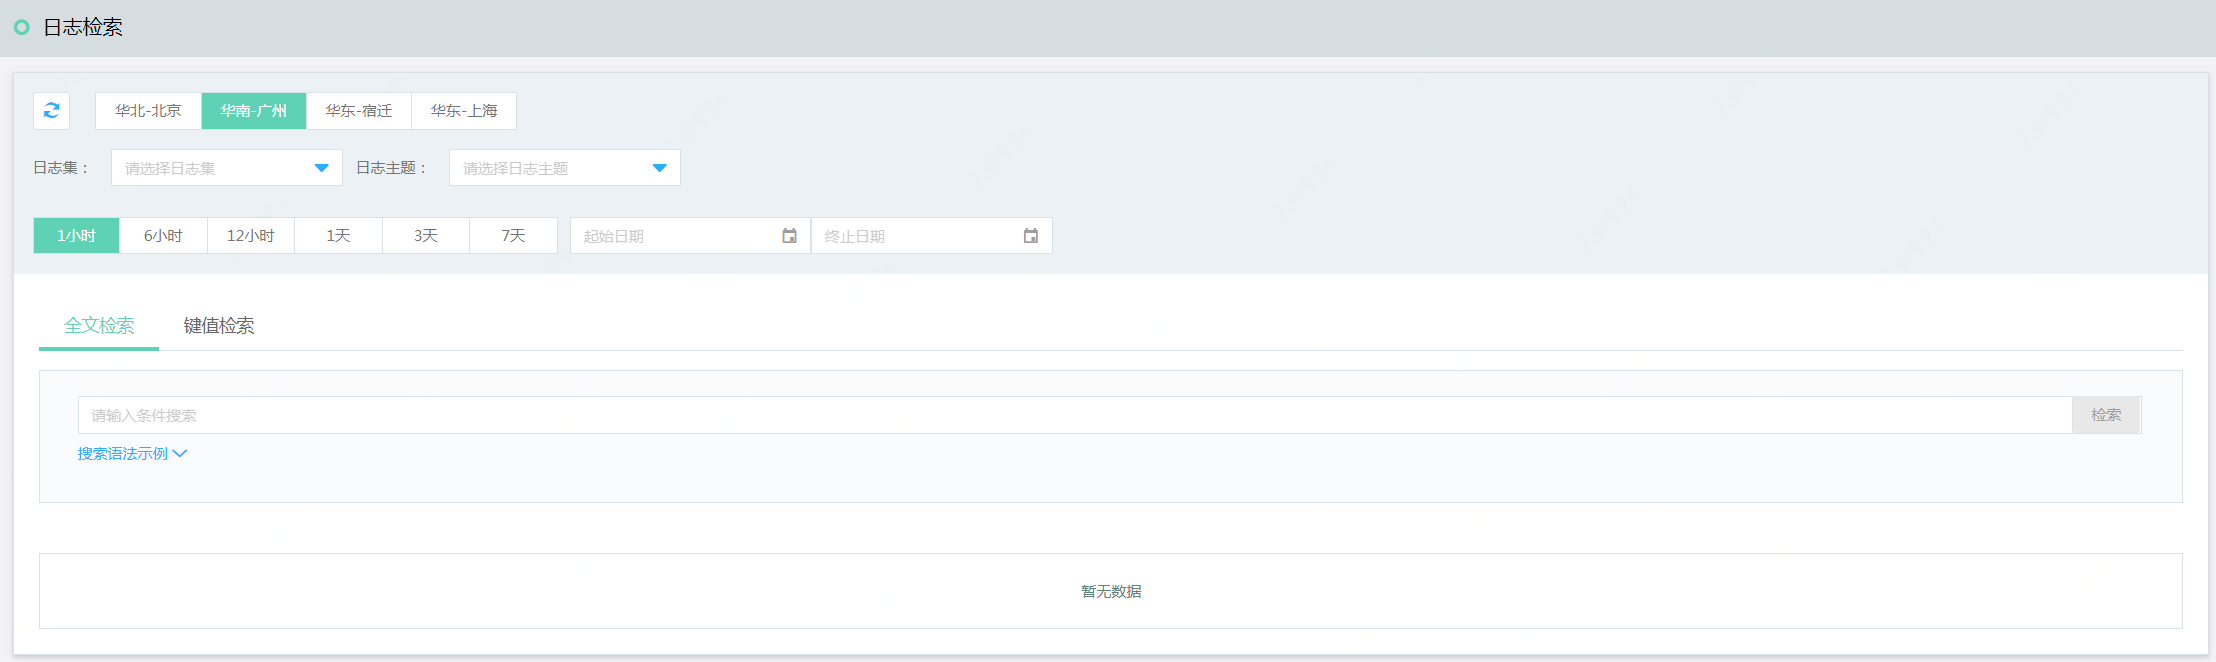 日志检索
华北-北京 华南-广州 华东-宿迁 华东-上海
日志集： 请选择日志集 日志主题： 请选择日志主题
1小时 6小时 12小时 1天 3天 7天 起始日期 终止日期
全文检索 键值检索
请输入条件搜索 检索
搜索语法示例
暂无数据